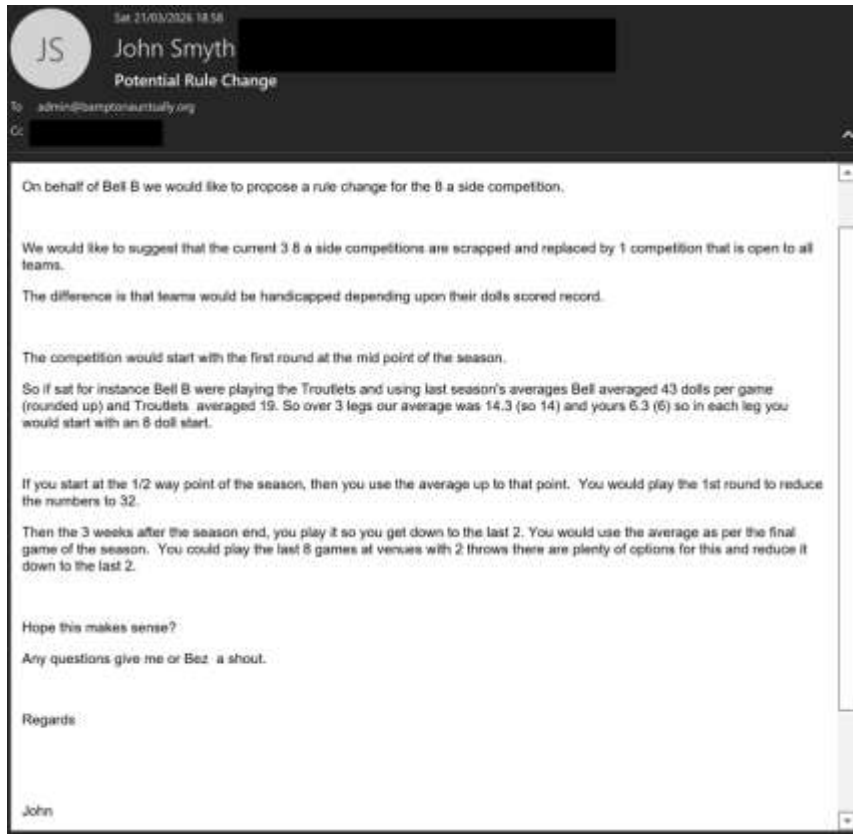 Sat 21/03/2026 18:58
JS
John Smyth
Potential Rule Change
To admin@bamptonauntsally.org
Cc
On behalf of Bell B we would like to propose a rule change for the 8 a side competition.
We would like to suggest that the current 3 8 a side competitions are scrapped and replaced by 1 competition that is open to all
teams.
The difference is that teams would be handicapped depending upon their dolls scored record.
The competition would start with the first round at the mid point of the season.
So if sat for instance Bell B were playing the Troutlets and using last season's averages Bell averaged 43 dolls per game
(rounded up) and Troutlets averaged 19. So over 3 legs our average was 14.3 (so 14) and yours 6.3 (6) so in each leg you
would start with an 8 doll start.
If you start at the 1/2 way point of the season, then you use the average up to that point. You would play the 1st round to reduce
the numbers to 32.
Then the 3 weeks after the season end, you play it so you get down to the last 2. You would use the average as per the final
game of the season. You could play the last 8 games at venues with 2 throws there are plenty of options for this and reduce it
down to the last 2.
Hope this makes sense?
Any questions give me or Bez a shout.
Regards
John